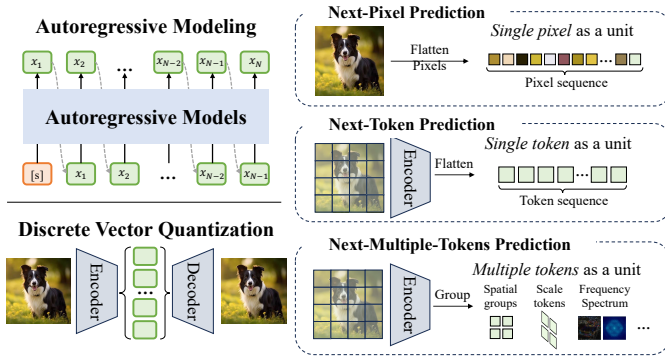 Autoregressive Modeling
x1 x2 ... xN−2 xN−1 xN
Autoregressive Models
[s] x1 x2 ... xN−2 xN−1
Discrete Vector Quantization
Encoder
...
Decoder
Next-Pixel Prediction
Flatten
Pixels
Single pixel as a unit
...
Pixel sequence
Next-Token Prediction
Encoder
Flatten
Single token as a unit
...
Token sequence
Next-Multiple-Tokens Prediction
Encoder
Group
Multiple tokens as a unit
Spatial
groups
Scale
tokens
Frequency
Spectrum
...